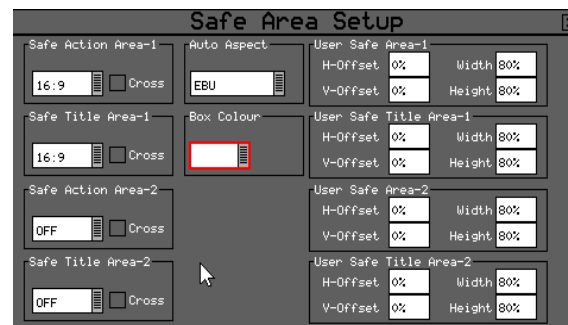 Safe Area Setup
Safe Action Area-1
Auto Aspect
User Safe Area-1
16:9
Cross
EBU
H-Offset 0% Width 80%
V-Offset 0% Height 80%
Safe Title Area-1
Box Colour
User Safe Title Area-1
16:9
Cross
H-Offset 0% Width 80%
V-Offset 0% Height 80%
Safe Action Area-2
User Safe Area-2
OFF
Cross
H-Offset 0% Width 80%
V-Offset 0% Height 80%
Safe Title Area-2
User Safe Title Area-2
OFF
Cross
H-Offset 0% Width 80%
V-Offset 0% Height 80%